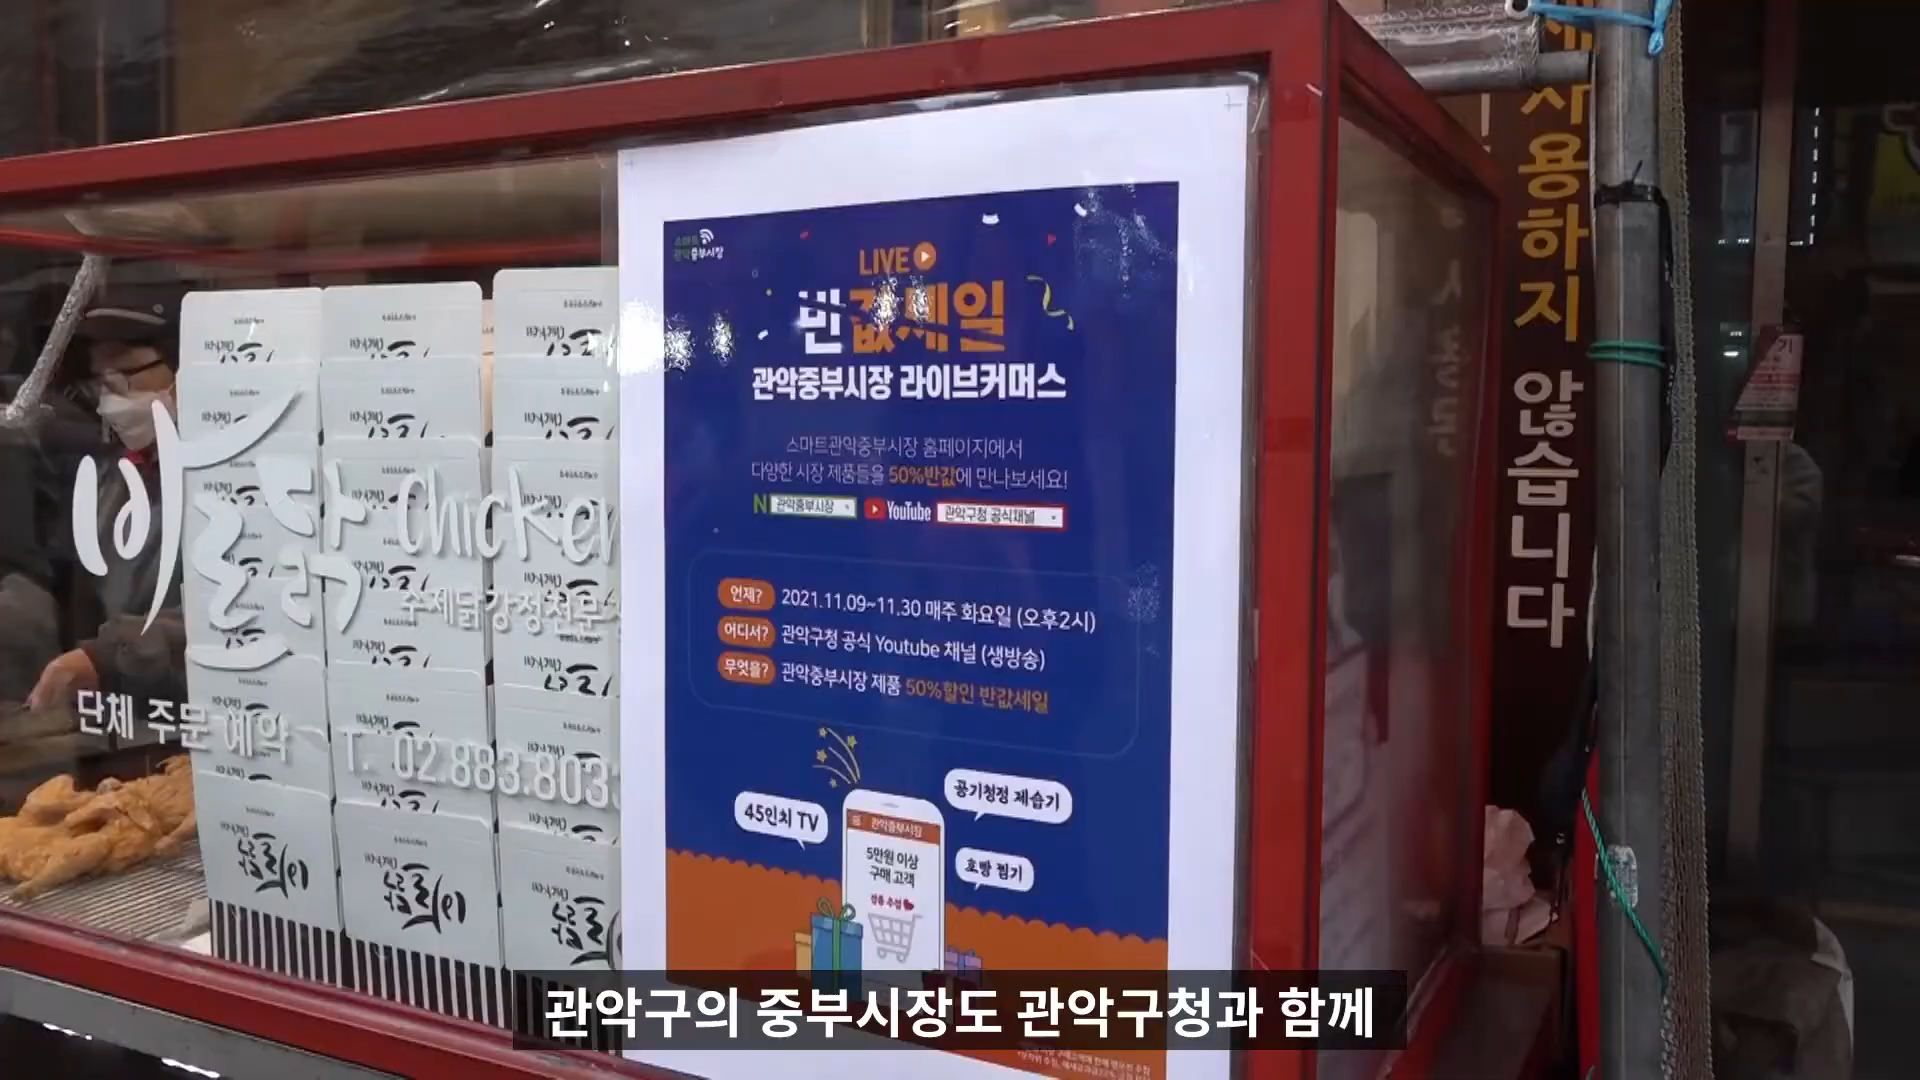 스마트
관악중부시장
LIVE
반값세일
관악중부시장 라이브커머스
스마트관악중부시장 홈페이지에서
다양한 시장 제품들을 50%반값에 만나보세요!
N 관악중부시장 YouTube 관악구청 공식채널
언제? 2021.11.09~11.30 매주 화요일 (오후2시)
어디서? 관악구청 공식 Youtube 채널 (생방송)
무엇을? 관악중부시장 제품 50%할인 반값세일
45인치 TV
공기청정 제습기
호빵 찜기
관악중부시장
5만원 이상
구매 고객
Chicken
수제닭강정전문
단체 주문 예약 T. 02.883.803
사용하지 않습니다
관악구의 중부시장도 관악구청과 함께